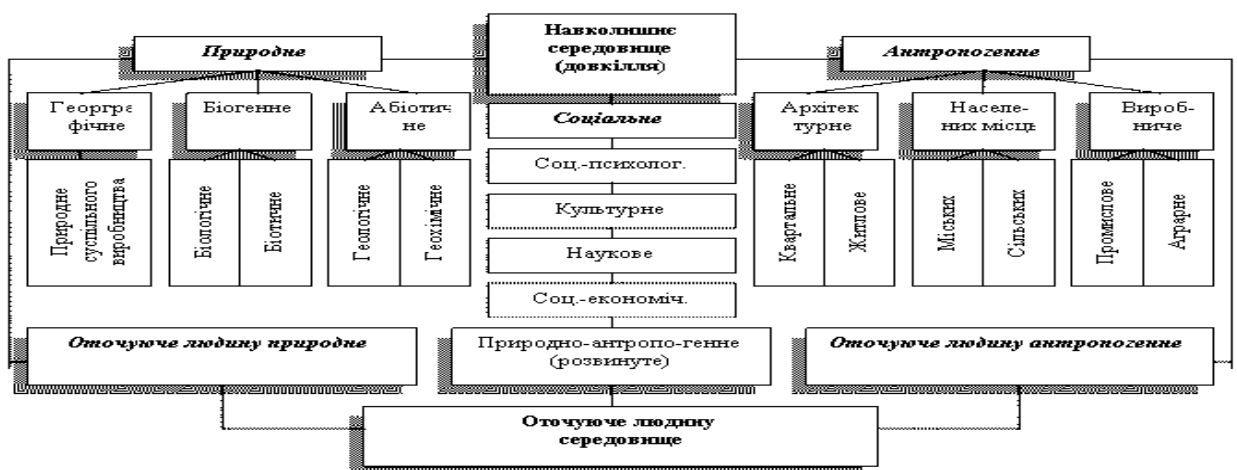 Навколишнє
середовище
(довкілля)
Природне
Антропогенне
Георгра
фічне
Біогенне
Абіотич
не
Соціальне
Архітек
турне
Населе-
них місць
Вироб-
ниче
Природне
суспільного
виробництва
Біологічне
Біотичне
Геологічне
Геохімічне
Соц.-психолог.
Культурне
Наукове
Соц.-економіч.
Квартальне
Житлове
Міських
Сільських
Промислове
Аграрне
Оточуюче людину природне
Природно-антропо-генне
(розвинуте)
Оточуюче людину антропогенне
Оточуюче людину
середовище